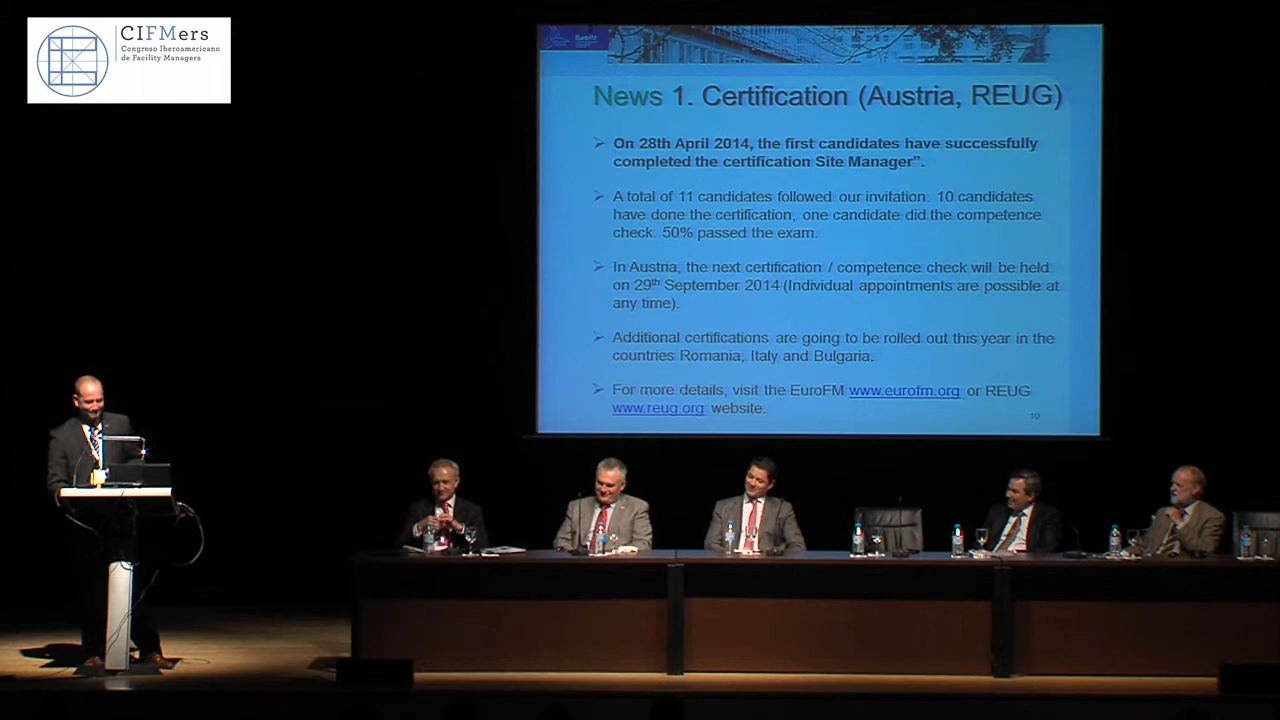 CIFMers
Congreso Iberoamericano
de Facility Managers
EuroFM
News 1. Certification (Austria, REUG)
On 28th April 2014, the first candidates have successfully
completed the certification Site Manager”.
A total of 11 candidates followed our invitation. 10 candidates
have done the certification, one candidate did the competence
check. 50% passed the exam.
In Austria, the next certification / competence check will be held
on 29th September 2014 (Individual appointments are possible at
any time).
Additional certifications are going to be rolled out this year in the
countries Romania, Italy and Bulgaria.
For more details, visit the EuroFM www.eurofm.org or REUG
www.reug.org website.
10